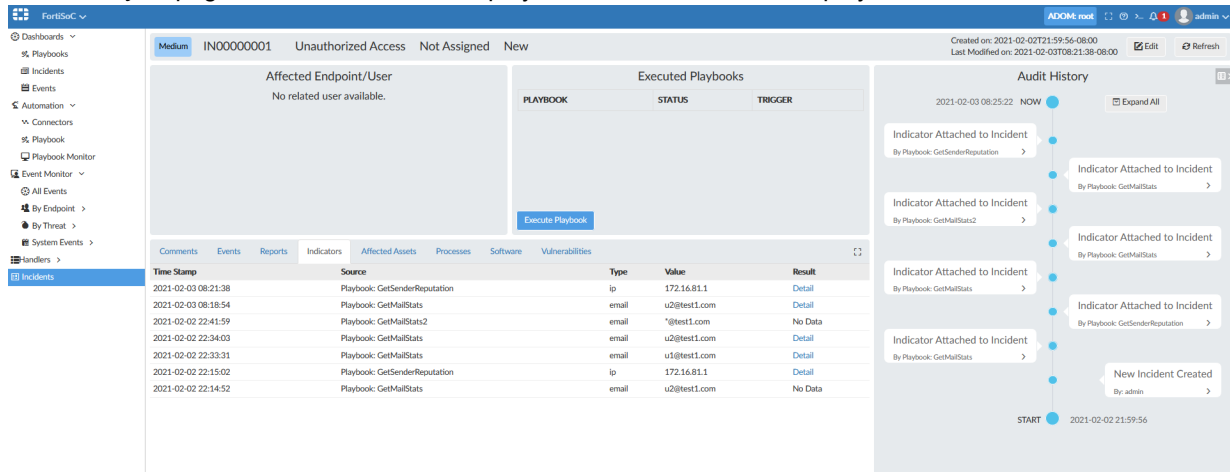 FortiSoC
ADOM: root
1
admin
Dashboards
Playbooks
Incidents
Events
Automation
Connectors
Playbook
Playbook Monitor
Event Monitor
All Events
By Endpoint >
By Threat >
System Events >
Handlers >
Incidents
Medium IN00000001 Unauthorized Access Not Assigned New
Created on: 2021-02-02T21:59:56-08:00
Last Modified on: 2021-02-03T08:21:38-08:00
Edit
Refresh
Affected Endpoint/User
No related user available.
Executed Playbooks
PLAYBOOK STATUS TRIGGER
Execute Playbook
Comments Events Reports Indicators Affected Assets Processes Software Vulnerabilities
Time Stamp Source Type Value Result
2021-02-03 08:21:38 Playbook: GetSenderReputation ip 172.16.81.1 Detail
2021-02-03 08:18:54 Playbook: GetMailStats email u2@test1.com Detail
2021-02-02 22:41:59 Playbook: GetMailStats2 email *@test1.com No Data
2021-02-02 22:34:03 Playbook: GetMailStats email u2@test1.com Detail
2021-02-02 22:33:31 Playbook: GetMailStats email u1@test1.com Detail
2021-02-02 22:15:02 Playbook: GetSenderReputation ip 172.16.81.1 Detail
2021-02-02 22:14:52 Playbook: GetMailStats email u2@test1.com No Data
Audit History
2021-02-03 08:25:22 NOW
Expand All
Indicator Attached to Incident
By Playbook: GetSenderReputation >
Indicator Attached to Incident
By Playbook: GetMailStats >
Indicator Attached to Incident
By Playbook: GetMailStats2 >
Indicator Attached to Incident
By Playbook: GetMailStats >
Indicator Attached to Incident
By Playbook: GetMailStats >
Indicator Attached to Incident
By Playbook: GetSenderReputation >
Indicator Attached to Incident
By Playbook: GetMailStats >
New Incident Created
By: admin >
START 2021-02-02 21:59:56